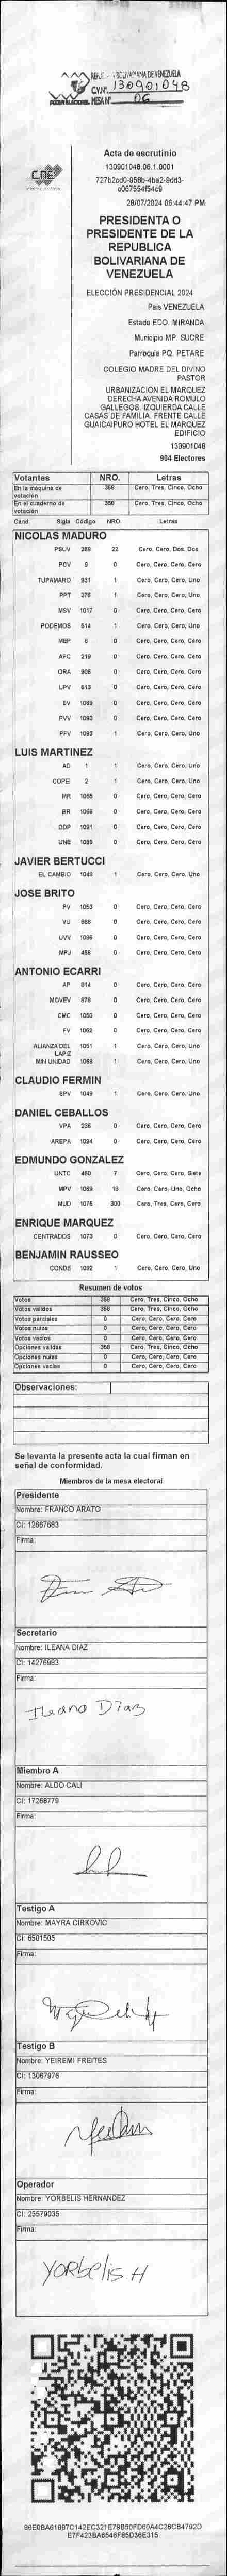 REPUBLICA BOLIVARIANA DE VENEZUELA
C.V.Nº 130901048
PODER ELECTORAL MESA Nº 06
CNE
Acta de escrutinio
130901048.06.1.0001
28/07/2024 06:44:47 PM
PRESIDENTA O
PRESIDENTE DE LA
REPUBLICA
BOLIVARIANA DE
VENEZUELA
ELECCIÓN PRESIDENCIAL 2024
Pais VENEZUELA
Estado EDO. MIRANDA
Municipio MP. SUCRE
Parroquia PQ. PETARE
COLEGIO MADRE DEL DIVINO
PASTOR
URBANIZACION EL MARQUEZ
DERECHA AVENIDA ROMULO
GALLEGOS. IZQUIERDA CALLE
CASAS DE FAMILIA. FRENTE CALLE
GUAICAIPURO HOTEL EL MARQUEZ
EDIFICIO
130901048
904 Electores
Votantes NRO. Letras
En la máquina de votación 358 Cero, Tres, Cinco, Ocho
En el cuaderno de votación 358 Cero, Tres, Cinco, Ocho
Cand. Sigla Código NRO. Letras
NICOLAS MADURO
PSUV 269 22 Cero, Cero, Dos, Dos
PCV 9 0 Cero, Cero, Cero, Cero
TUPAMARO 931 1 Cero, Cero, Cero, Uno
PPT 276 1 Cero, Cero, Cero, Uno
MSV 1017 0 Cero, Cero, Cero, Cero
PODEMOS 514 1 Cero, Cero, Cero, Uno
MEP 6 0 Cero, Cero, Cero, Cero
APC 219 0 Cero, Cero, Cero, Cero
ORA 906 0 Cero, Cero, Cero, Cero
UPV 613 0 Cero, Cero, Cero, Cero
EV 1089 0 Cero, Cero, Cero, Cero
PVV 1090 0 Cero, Cero, Cero, Cero
PFV 1093 1 Cero, Cero, Cero, Uno
LUIS MARTINEZ
AD 1 1 Cero, Cero, Cero, Uno
COPEI 2 1 Cero, Cero, Cero, Uno
MR 1065 0 Cero, Cero, Cero, Cero
BR 1066 0 Cero, Cero, Cero, Cero
DDP 1091 0 Cero, Cero, Cero, Cero
UNE 1095 0 Cero, Cero, Cero, Cero
JAVIER BERTUCCI
EL CAMBIO 1048 1 Cero, Cero, Cero, Uno
JOSE BRITO
PV 1053 0 Cero, Cero, Cero, Cero
VU 868 0 Cero, Cero, Cero, Cero
UVV 1096 0 Cero, Cero, Cero, Cero
MPJ 458 0 Cero, Cero, Cero, Cero
ANTONIO ECARRI
AP 814 0 Cero, Cero, Cero, Cero
MOVEV 678 0 Cero, Cero, Cero, Cero
CMC 1050 0 Cero, Cero, Cero, Cero
FV 1062 0 Cero, Cero, Cero, Cero
ALIANZA DEL LAPIZ 1051 1 Cero, Cero, Cero, Uno
MIN UNIDAD 1068 1 Cero, Cero, Cero, Uno
CLAUDIO FERMIN
SPV 1049 1 Cero, Cero, Cero, Uno
DANIEL CEBALLOS
VPA 236 0 Cero, Cero, Cero, Cero
AREPA 1094 0 Cero, Cero, Cero, Cero
EDMUNDO GONZALEZ
UNTC 460 7 Cero, Cero, Cero, Siete
MPV 1069 18 Cero, Cero, Uno, Ocho
MUD 1075 300 Cero, Tres, Cero, Cero
ENRIQUE MARQUEZ
CENTRADOS 1073 0 Cero, Cero, Cero, Cero
BENJAMIN RAUSSEO
CONDE 1092 1 Cero, Cero, Cero, Uno
Resumen de votos
Votos 358 Cero, Tres, Cinco, Ocho
Votos validos 358 Cero, Tres, Cinco, Ocho
Votos parciales 0 Cero, Cero, Cero, Cero
Votos nulos 0 Cero, Cero, Cero, Cero
Votos vacios 0 Cero, Cero, Cero, Cero
Opciones validas 358 Cero, Tres, Cinco, Ocho
Opciones nulas 0 Cero, Cero, Cero, Cero
Opciones vacias 0 Cero, Cero, Cero, Cero
Observaciones:
Se levanta la presente acta la cual firman en
señal de conformidad.
Miembros de la mesa electoral
Presidente
Nombre: FRANCO ARATO
CI: 12667683
Firma:
Secretario
Nombre: ILEANA DIAZ
CI: 14276983
Firma:
Ileana Diaz
Miembro A
Nombre: ALDO CALI
CI: 17268779
Firma:
Testigo A
Nombre: MAYRA CIRKOVIC
CI: 6501505
Firma:
Testigo B
Nombre: YEIREMI FREITES
CI: 13067976
Firma:
Operador
Nombre: YORBELIS HERNANDEZ
CI: 25579035
Firma:
YORbelis.H